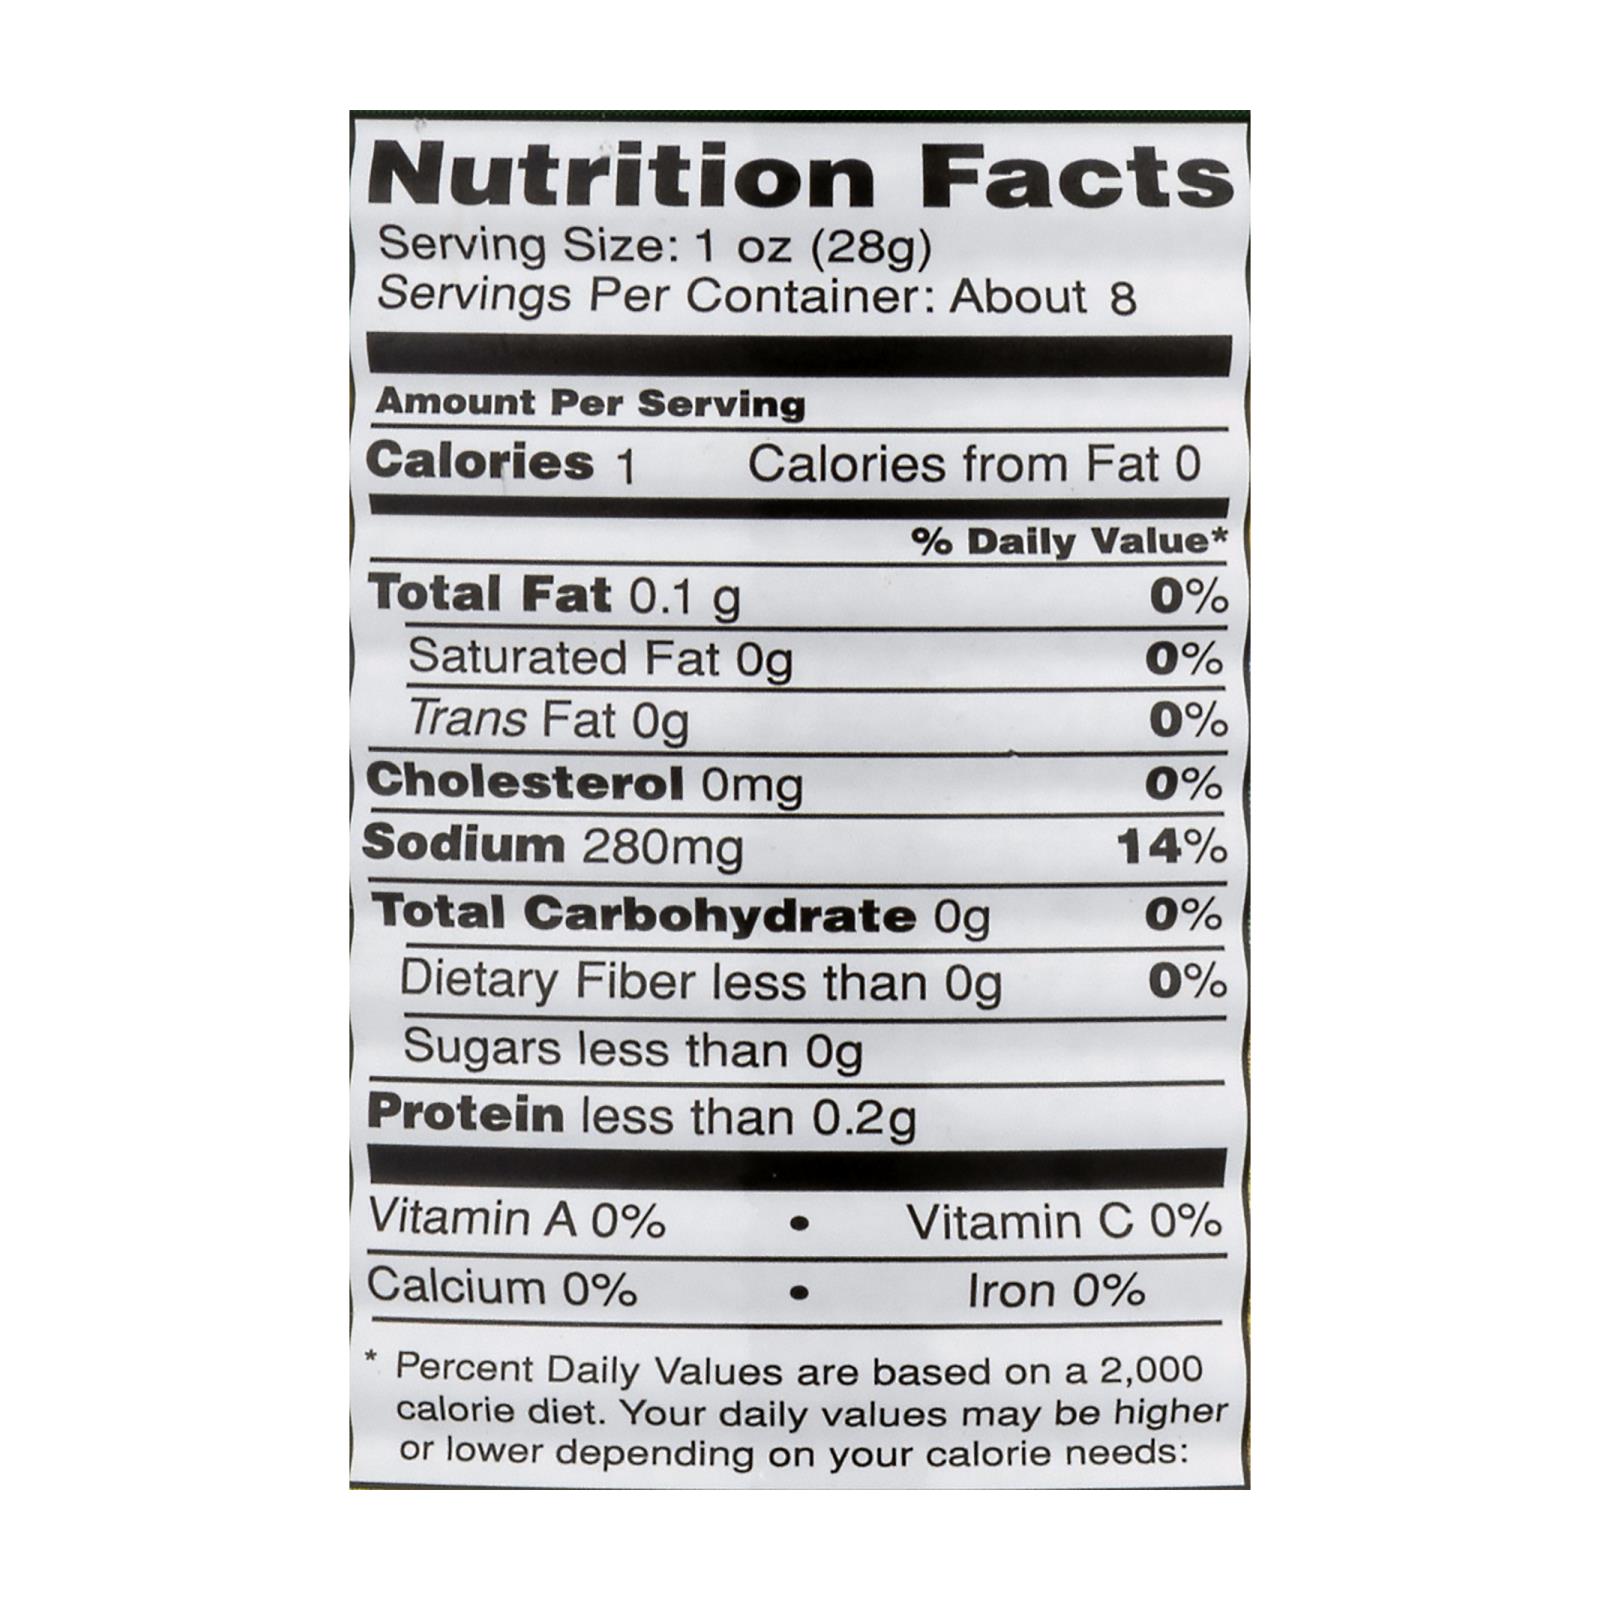 Nutrition Facts
Serving Size: 1 oz (28g)
Servings Per Container: About 8
Amount Per Serving
Calories 1 Calories from Fat 0
% Daily Value*
Total Fat 0.1 g 0%
Saturated Fat 0g 0%
Trans Fat 0g 0%
Cholesterol 0mg 0%
Sodium 280mg 14%
Total Carbohydrate 0g 0%
Dietary Fiber less than 0g 0%
Sugars less than 0g
Protein less than 0.2g
Vitamin A 0% • Vitamin C 0%
Calcium 0% • Iron 0%
* Percent Daily Values are based on a 2,000
calorie diet. Your daily values may be higher
or lower depending on your calorie needs: